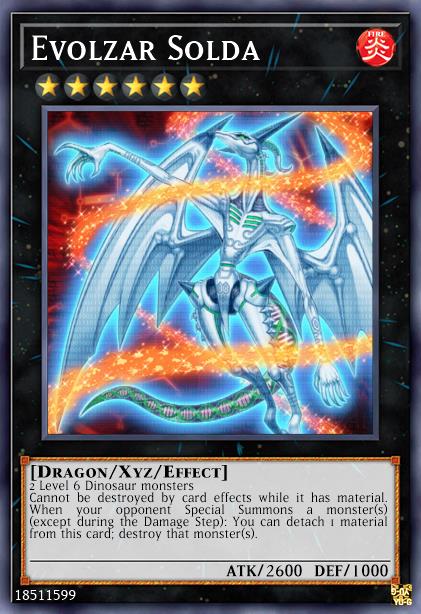 Evolzar Solda
FIRE
炎
[Dragon/Xyz/Effect]
2 Level 6 Dinosaur monsters
Cannot be destroyed by card effects while it has material.
When your opponent Special Summons a monster(s)
(except during the Damage Step): You can detach 1 material
from this card; destroy that monster(s).
ATK/2600 DEF/1000
18511599